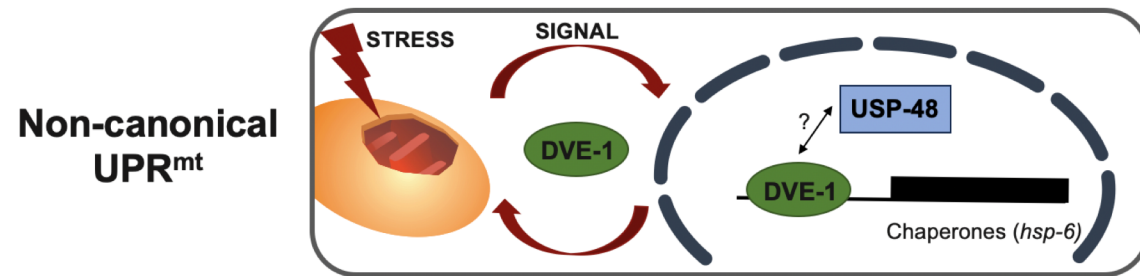 Non-canonical
UPRmt
STRESS
SIGNAL
DVE-1
USP-48
?
DVE-1
Chaperones (hsp-6)